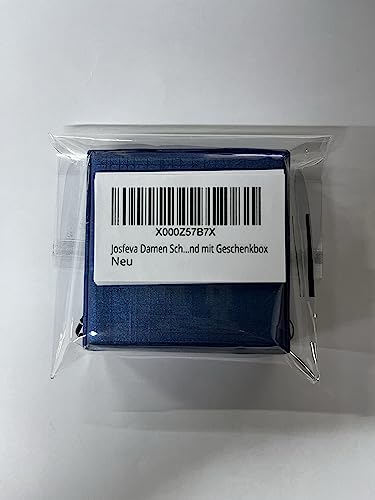 X000Z57B7X
Josfeva Damen Sch...nd mit Geschenkbox
Neu